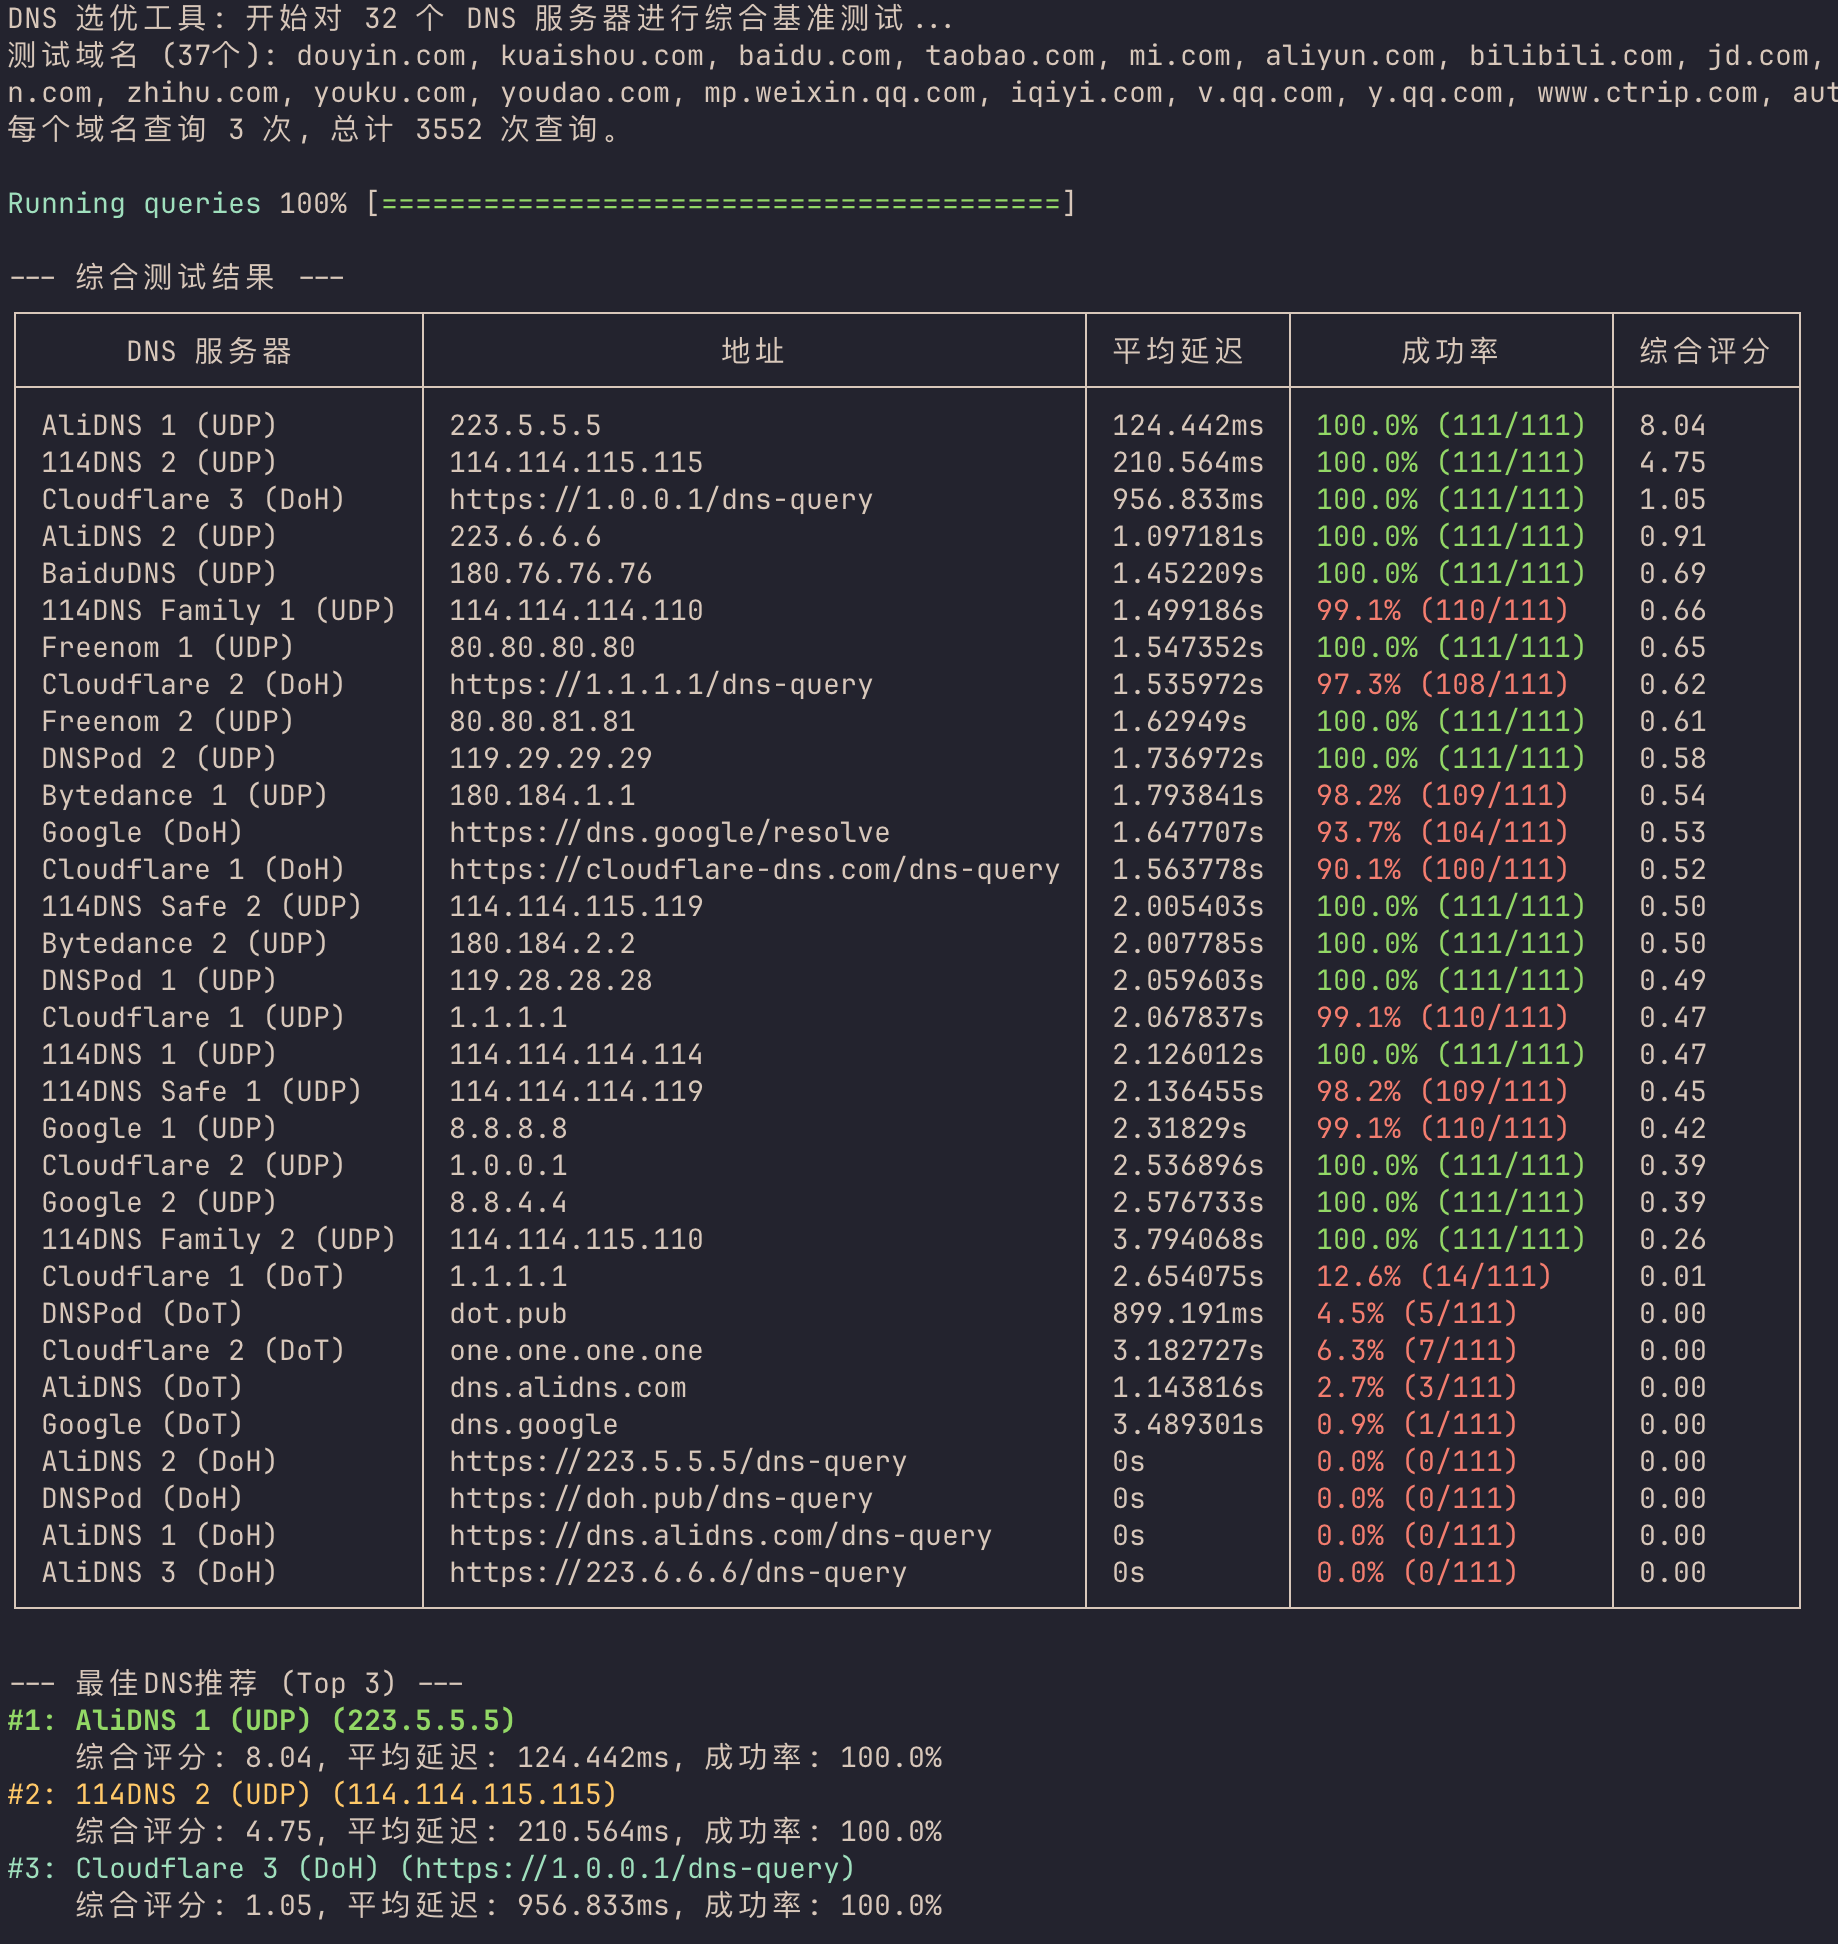 DNS 选优工具: 开始对 32 个 DNS 服务器进行综合基准测试...
测试域名 (37个): douyin.com, kuaishou.com, baidu.com, taobao.com, mi.com, aliyun.com, bilibili.com, jd.com,
n.com, zhihu.com, youku.com, youdao.com, mp.weixin.qq.com, iqiyi.com, v.qq.com, y.qq.com, www.ctrip.com, aut
每个域名查询 3 次, 总计 3552 次查询。
Running queries 100% [========================================]
--- 综合测试结果 ---
DNS 服务器 地址 平均延迟 成功率 综合评分
AliDNS 1 (UDP) 223.5.5.5 124.442ms 100.0% (111/111) 8.04
114DNS 2 (UDP) 114.114.115.115 210.564ms 100.0% (111/111) 4.75
Cloudflare 3 (DoH) https://1.0.0.1/dns-query 956.833ms 100.0% (111/111) 1.05
AliDNS 2 (UDP) 223.6.6.6 1.097181s 100.0% (111/111) 0.91
BaiduDNS (UDP) 180.76.76.76 1.452209s 100.0% (111/111) 0.69
114DNS Family 1 (UDP) 114.114.114.110 1.499186s 99.1% (110/111) 0.66
Freenom 1 (UDP) 80.80.80.80 1.547352s 100.0% (111/111) 0.65
Cloudflare 2 (DoH) https://1.1.1.1/dns-query 1.535972s 97.3% (108/111) 0.62
Freenom 2 (UDP) 80.80.81.81 1.62949s 100.0% (111/111) 0.61
DNSPod 2 (UDP) 119.29.29.29 1.736972s 100.0% (111/111) 0.58
Bytedance 1 (UDP) 180.184.1.1 1.793841s 98.2% (109/111) 0.54
Google (DoH) https://dns.google/resolve 1.647707s 93.7% (104/111) 0.53
Cloudflare 1 (DoH) https://cloudflare-dns.com/dns-query 1.563778s 90.1% (100/111) 0.52
114DNS Safe 2 (UDP) 114.114.115.119 2.005403s 100.0% (111/111) 0.50
Bytedance 2 (UDP) 180.184.2.2 2.007785s 100.0% (111/111) 0.50
DNSPod 1 (UDP) 119.28.28.28 2.059603s 100.0% (111/111) 0.49
Cloudflare 1 (UDP) 1.1.1.1 2.067837s 99.1% (110/111) 0.47
114DNS 1 (UDP) 114.114.114.114 2.126012s 100.0% (111/111) 0.47
114DNS Safe 1 (UDP) 114.114.114.119 2.136455s 98.2% (109/111) 0.45
Google 1 (UDP) 8.8.8.8 2.31829s 99.1% (110/111) 0.42
Cloudflare 2 (UDP) 1.0.0.1 2.536896s 100.0% (111/111) 0.39
Google 2 (UDP) 8.8.4.4 2.576733s 100.0% (111/111) 0.39
114DNS Family 2 (UDP) 114.114.115.110 3.794068s 100.0% (111/111) 0.26
Cloudflare 1 (DoT) 1.1.1.1 2.654075s 12.6% (14/111) 0.01
DNSPod (DoT) dot.pub 899.191ms 4.5% (5/111) 0.00
Cloudflare 2 (DoT) one.one.one.one 3.182727s 6.3% (7/111) 0.00
AliDNS (DoT) dns.alidns.com 1.143816s 2.7% (3/111) 0.00
Google (DoT) dns.google 3.489301s 0.9% (1/111) 0.00
AliDNS 2 (DoH) https://223.5.5.5/dns-query 0s 0.0% (0/111) 0.00
DNSPod (DoH) https://doh.pub/dns-query 0s 0.0% (0/111) 0.00
AliDNS 1 (DoH) https://dns.alidns.com/dns-query 0s 0.0% (0/111) 0.00
AliDNS 3 (DoH) https://223.6.6.6/dns-query 0s 0.0% (0/111) 0.00
--- 最佳DNS推荐 (Top 3) ---
#1: AliDNS 1 (UDP) (223.5.5.5)
综合评分: 8.04, 平均延迟: 124.442ms, 成功率: 100.0%
#2: 114DNS 2 (UDP) (114.114.115.115)
综合评分: 4.75, 平均延迟: 210.564ms, 成功率: 100.0%
#3: Cloudflare 3 (DoH) (https://1.0.0.1/dns-query)
综合评分: 1.05, 平均延迟: 956.833ms, 成功率: 100.0%